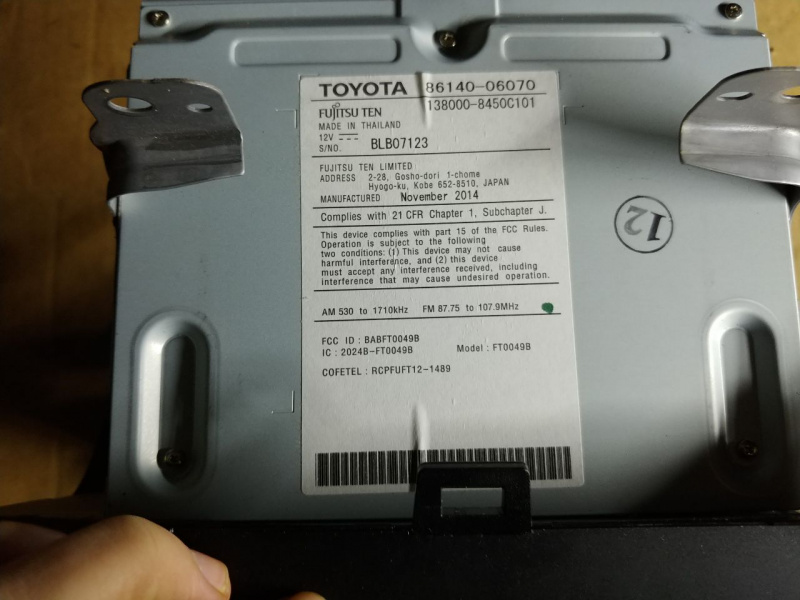 TOYOTA 86140-06070
FUJITSU TEN 138000-8450C101
MADE IN THAILAND
12V
S/NO. BLB07123
FUJITSU TEN LIMITED
ADDRESS 2-28, Gosho-dori 1-chome
Hyogo-ku, Kobe 652-8510, JAPAN
MANUFACTURED November 2014
Complies with 21 CFR Chapter 1, Subchapter J.
This device complies with part 15 of the FCC Rules.
Operation is subject to the following
two conditions: (1) This device may not cause
harmful interference, and (2) this device
must accept any interference received, including
interference that may cause undesired operation.
AM 530 to 1710kHz FM 87.75 to 107.9MHz
FCC ID : BABFT0049B
IC : 2024B-FT0049B Model : FT0049B
COFETEL : RCPFUFT12-1489
12